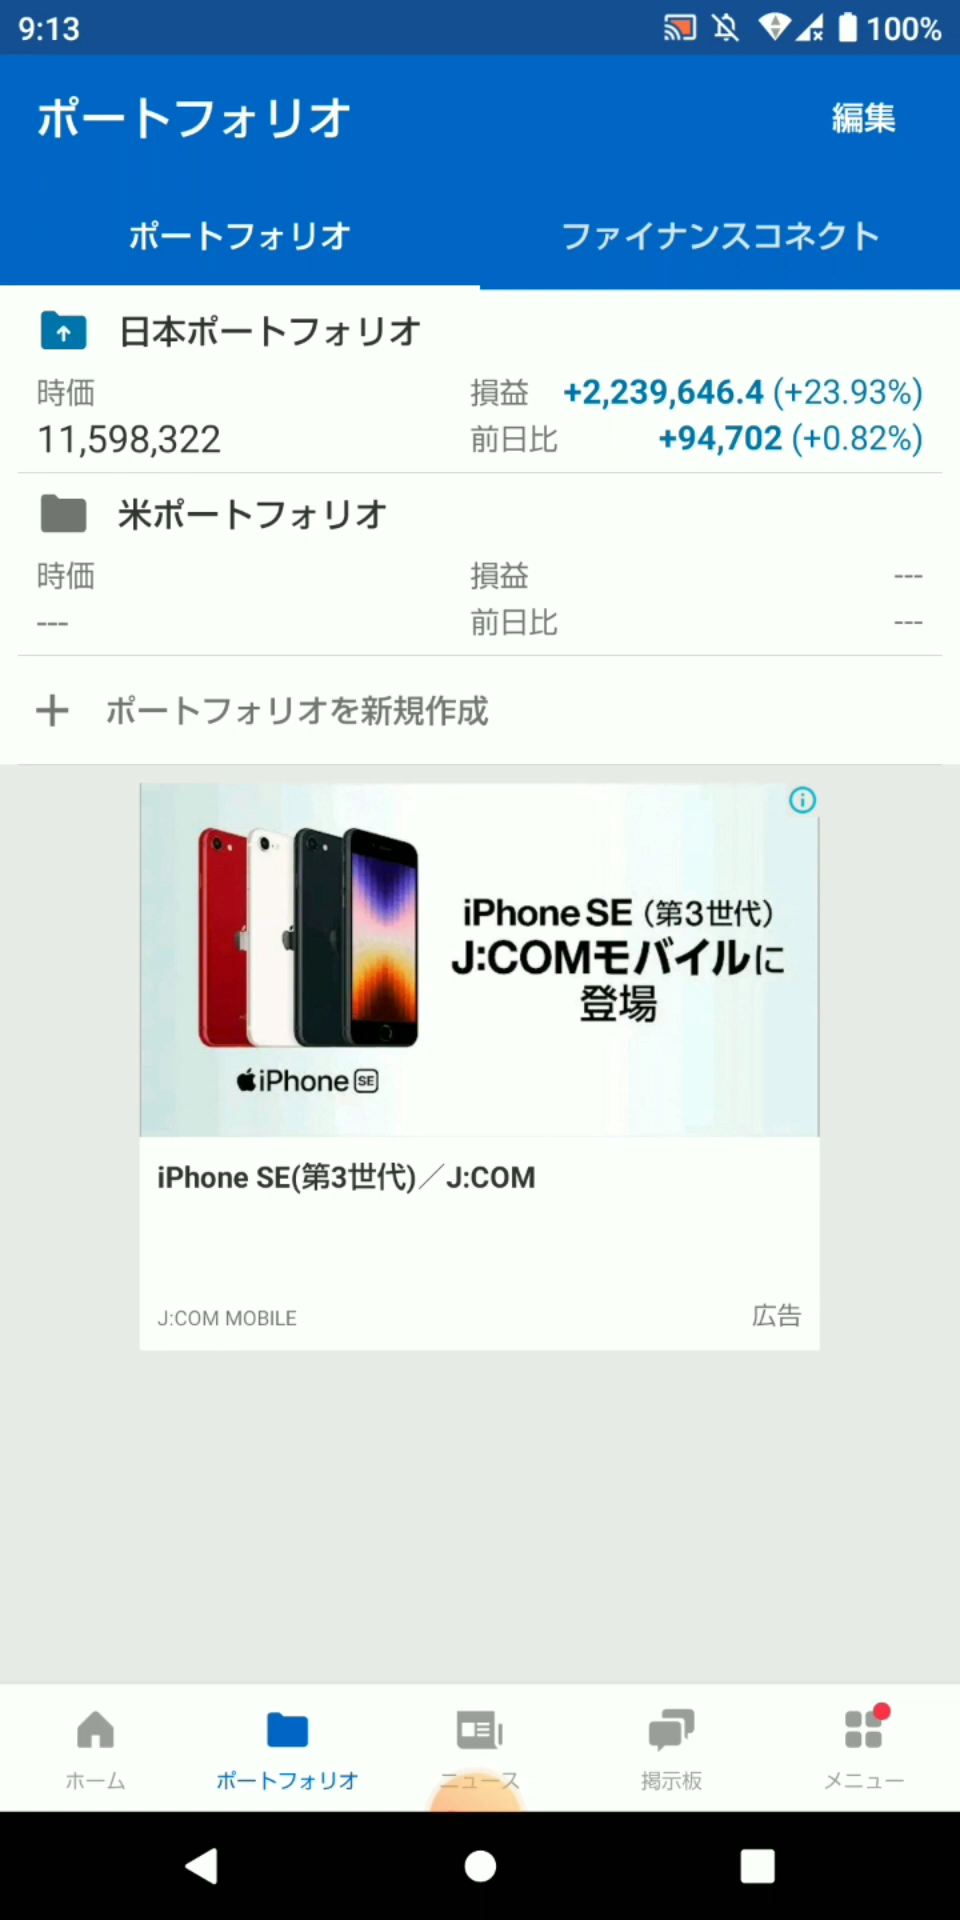 9:13 100%
ポートフォリオ 編集
ポートフォリオ ファイナンスコネクト
日本ポートフォリオ
時価 損益 +2,239,646.4 (+23.93%)
11,598,322 前日比 +94,702 (+0.82%)
米ポートフォリオ
時価 損益 ---
--- 前日比 ---
ポートフォリオを新規作成
iPhone SE（第3世代）
J:COMモバイルに
登場
iPhone SE
iPhone SE(第3世代)／J:COM
J:COM MOBILE 広告
ホーム ポートフォリオ ニュース 掲示板 メニュー